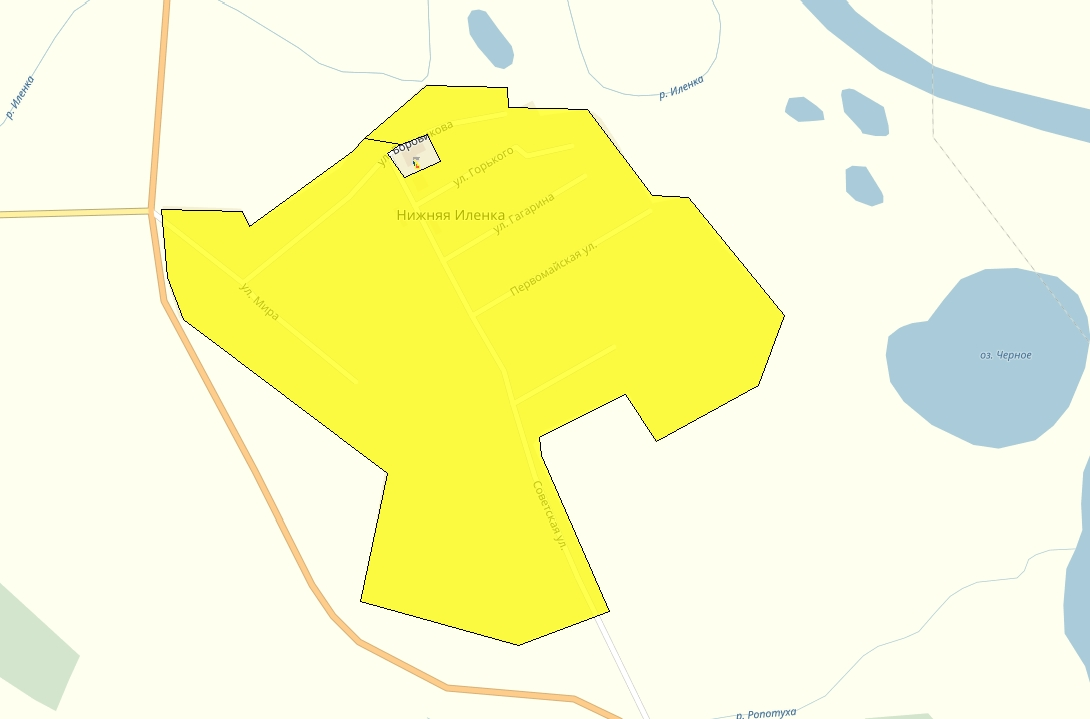 р. Иленка
р. Иленка
ул. Боровикова
ул. Горького
Нижняя Иленка
ул. Гагарина
Первомайская ул.
ул. Мира
оз. Черное
Советская ул.
р. Ропотуха